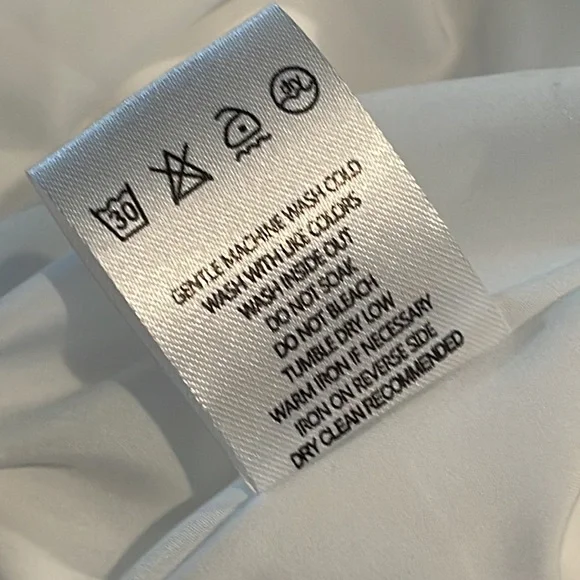 30
GENTLE MACHINE WASH COLD
WASH WITH LIKE COLORS
WASH INSIDE OUT
DO NOT SOAK
DO NOT BLEACH
TUMBLE DRY LOW
WARM IRON IF NECESSARY
IRON ON REVERSE SIDE
DRY CLEAN RECOMMENDED